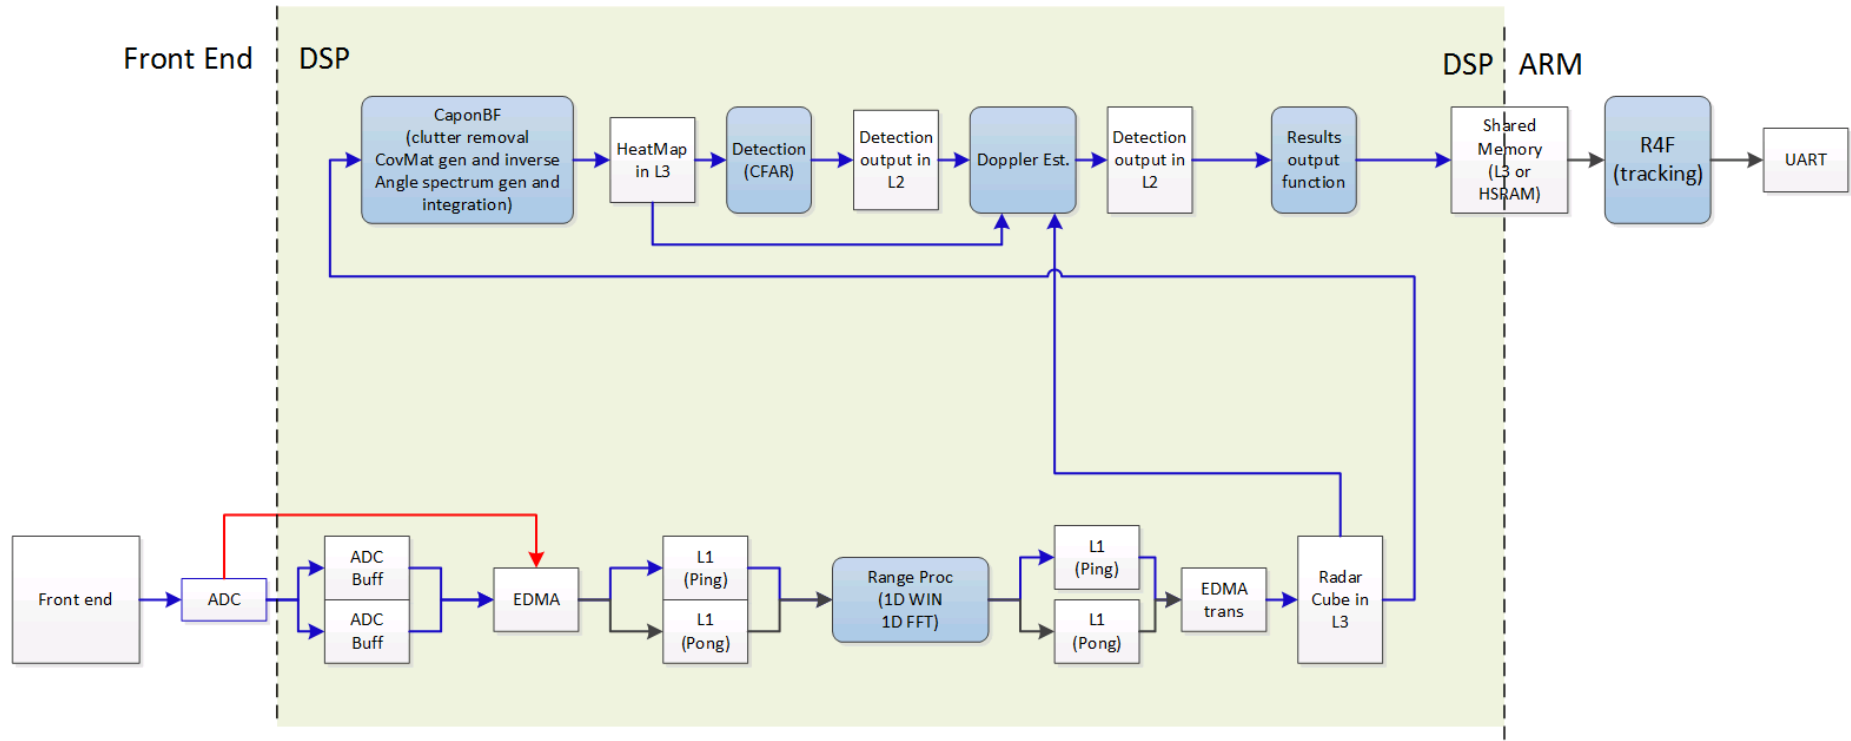 Front End
DSP
DSP
ARM
CaponBF
(clutter removal
CovMat gen and inverse
Angle spectrum gen and
integration)
HeatMap
in L3
Detection
(CFAR)
Detection
output in
L2
Doppler Est.
Detection
output in
L2
Results
output
function
Shared
Memory
(L3 or
HSRAM)
R4F
(tracking)
UART
Front end
ADC
ADC
Buff
ADC
Buff
EDMA
L1
(Ping)
L1
(Pong)
Range Proc
(1D WIN
1D FFT)
L1
(Ping)
L1
(Pong)
EDMA
trans
Radar
Cube in
L3